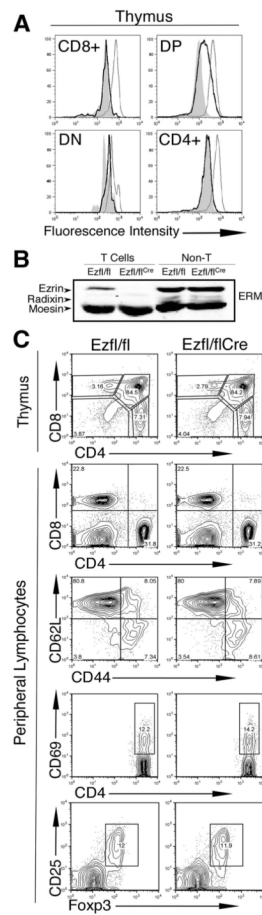 Thymus
A
CD8+
DP
DN
CD4+
Fluorescence Intensity
B
T Cells
Non-T
Ezfl/fl
Ezfl/flCre
Ezfl/fl
Ezfl/flCre
Ezrin
Radixin
Moesin
ERM
C
Ezfl/fl
Ezfl/flCre
Thymus
CD8
3.16
84.5
7.31
3.87
2.79
84.2
7.94
4.04
CD4
Peripheral Lymphocytes
CD8
22.8
31.8
22.5
31.2
CD4
CD62L
80.8
8.05
3.8
7.34
80
7.89
3.54
8.61
CD44
CD69
12.2
14.2
CD4
CD25
12
11.9
Foxp3